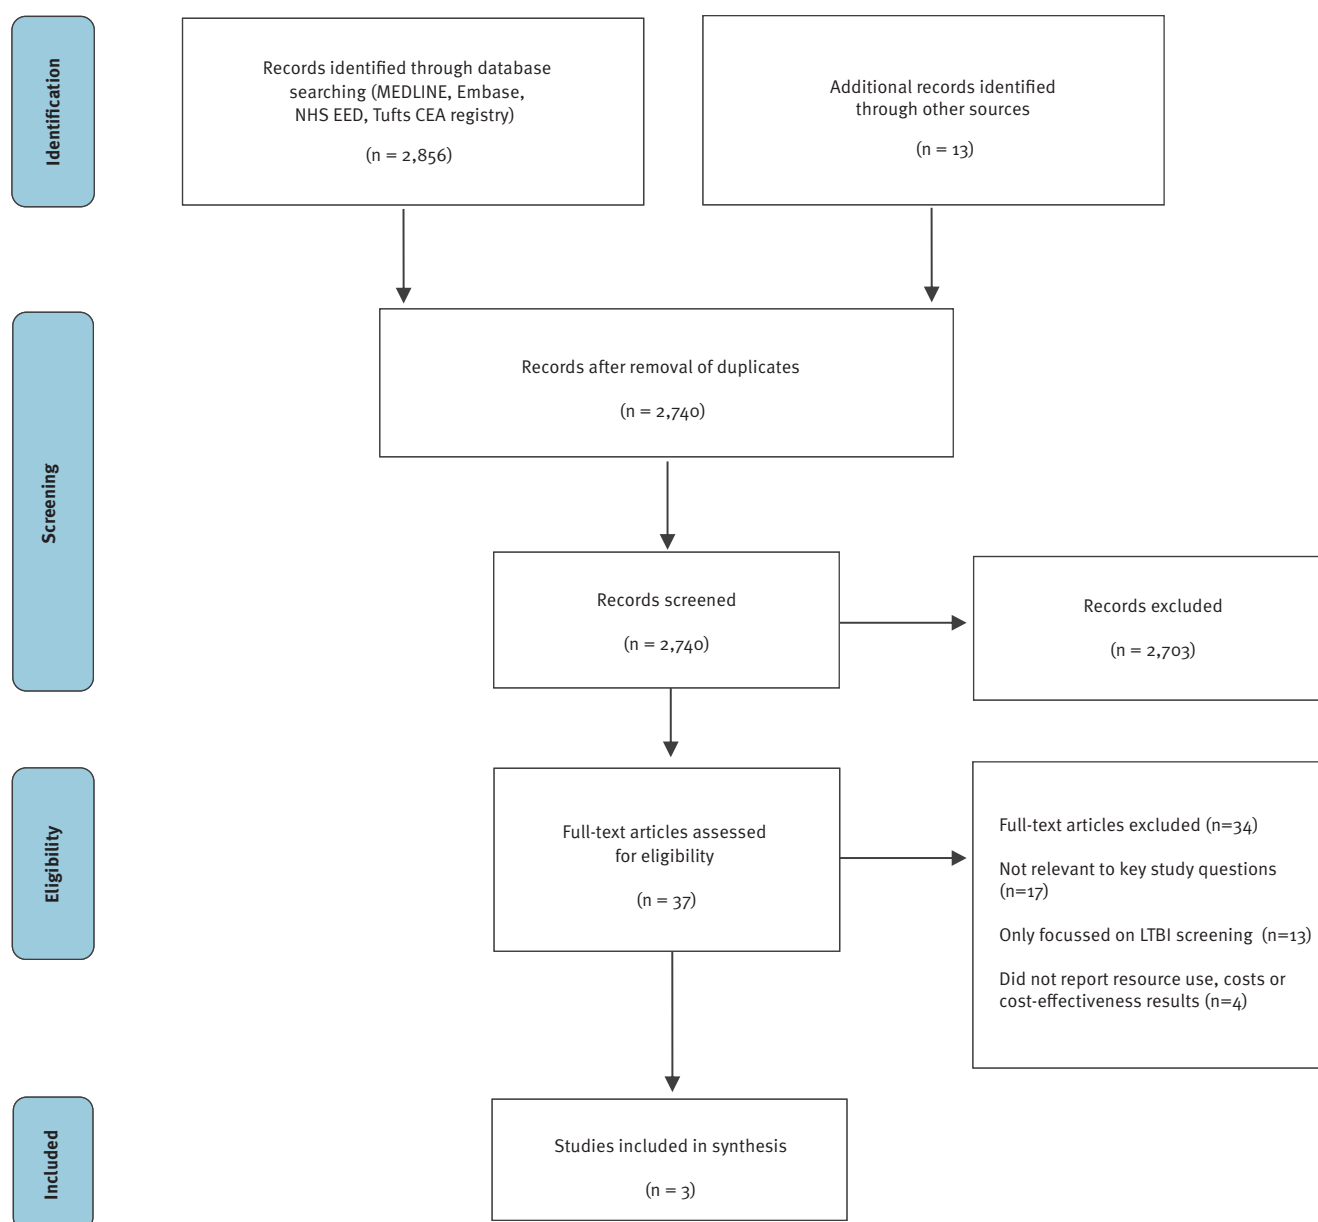 Identification
Records identified through database
searching (MEDLINE, Embase,
NHS EED, Tufts CEA registry)
(n = 2,856)
Additional records identified
through other sources
(n = 13)
Screening
Records after removal of duplicates
(n = 2,740)
Records screened
(n = 2,740)
Records excluded
(n = 2,703)
Eligibility
Full-text articles assessed
for eligibility
(n = 37)
Full-text articles excluded (n=34)
Not relevant to key study questions
(n=17)
Only focussed on LTBI screening (n=13)
Did not report resource use, costs or
cost-effectiveness results (n=4)
Included
Studies included in synthesis
(n = 3)